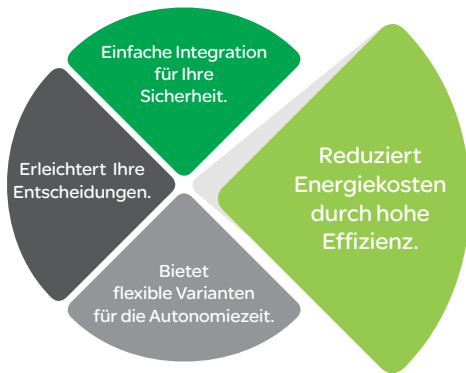 Einfache Integration
für Ihre
Sicherheit.
Erleichtert Ihre
Entscheidungen.
Reduziert
Energiekosten
durch hohe
Effizienz.
Bietet
flexible Varianten
für die Autonomiezeit.